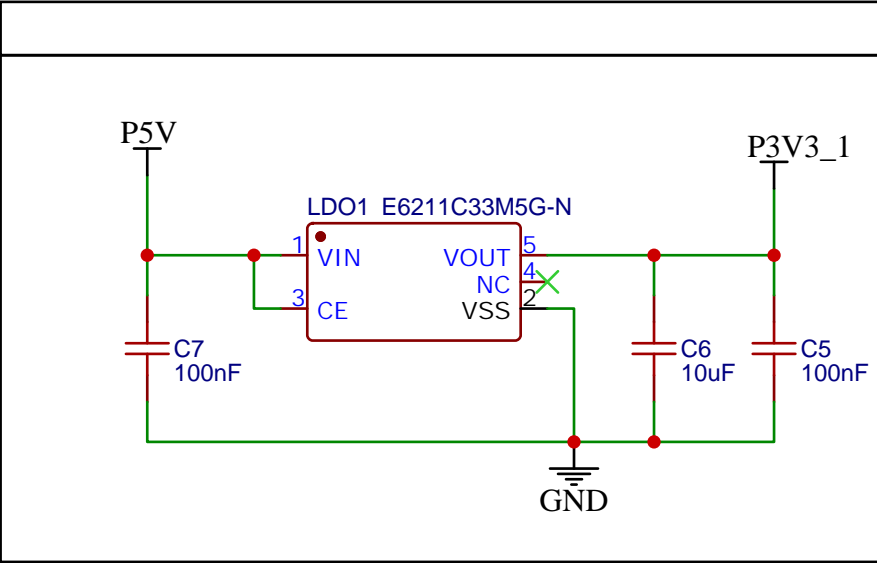 P5V
P3V3_1
LDO1 E6211C33M5G-N
1 VIN VOUT 5
NC 4
3 CE VSS 2
C7
100nF
C6
10uF
C5
100nF
GND